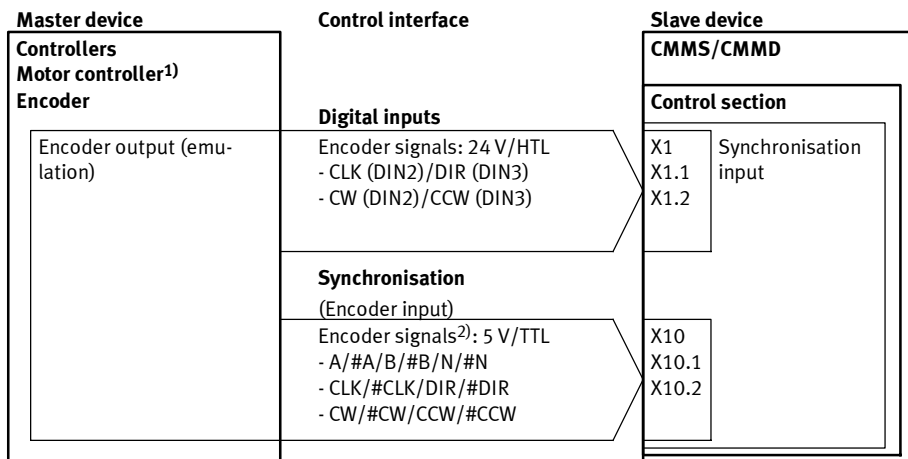 Master device
Control interface
Slave device
Controllers
Motor controller1)
Encoder
CMMS/CMMD
Control section
Digital inputs
Encoder output (emu-
lation)
Encoder signals: 24 V/HTL
- CLK (DIN2)/DIR (DIN3)
- CW (DIN2)/CCW (DIN3)
X1
X1.1
X1.2
Synchronisation
input
Synchronisation
(Encoder input)
Encoder signals2): 5 V/TTL
- A/#A/B/#B/N/#N
- CLK/#CLK/DIR/#DIR
- CW/#CW/CCW/#CCW
X10
X10.1
X10.2